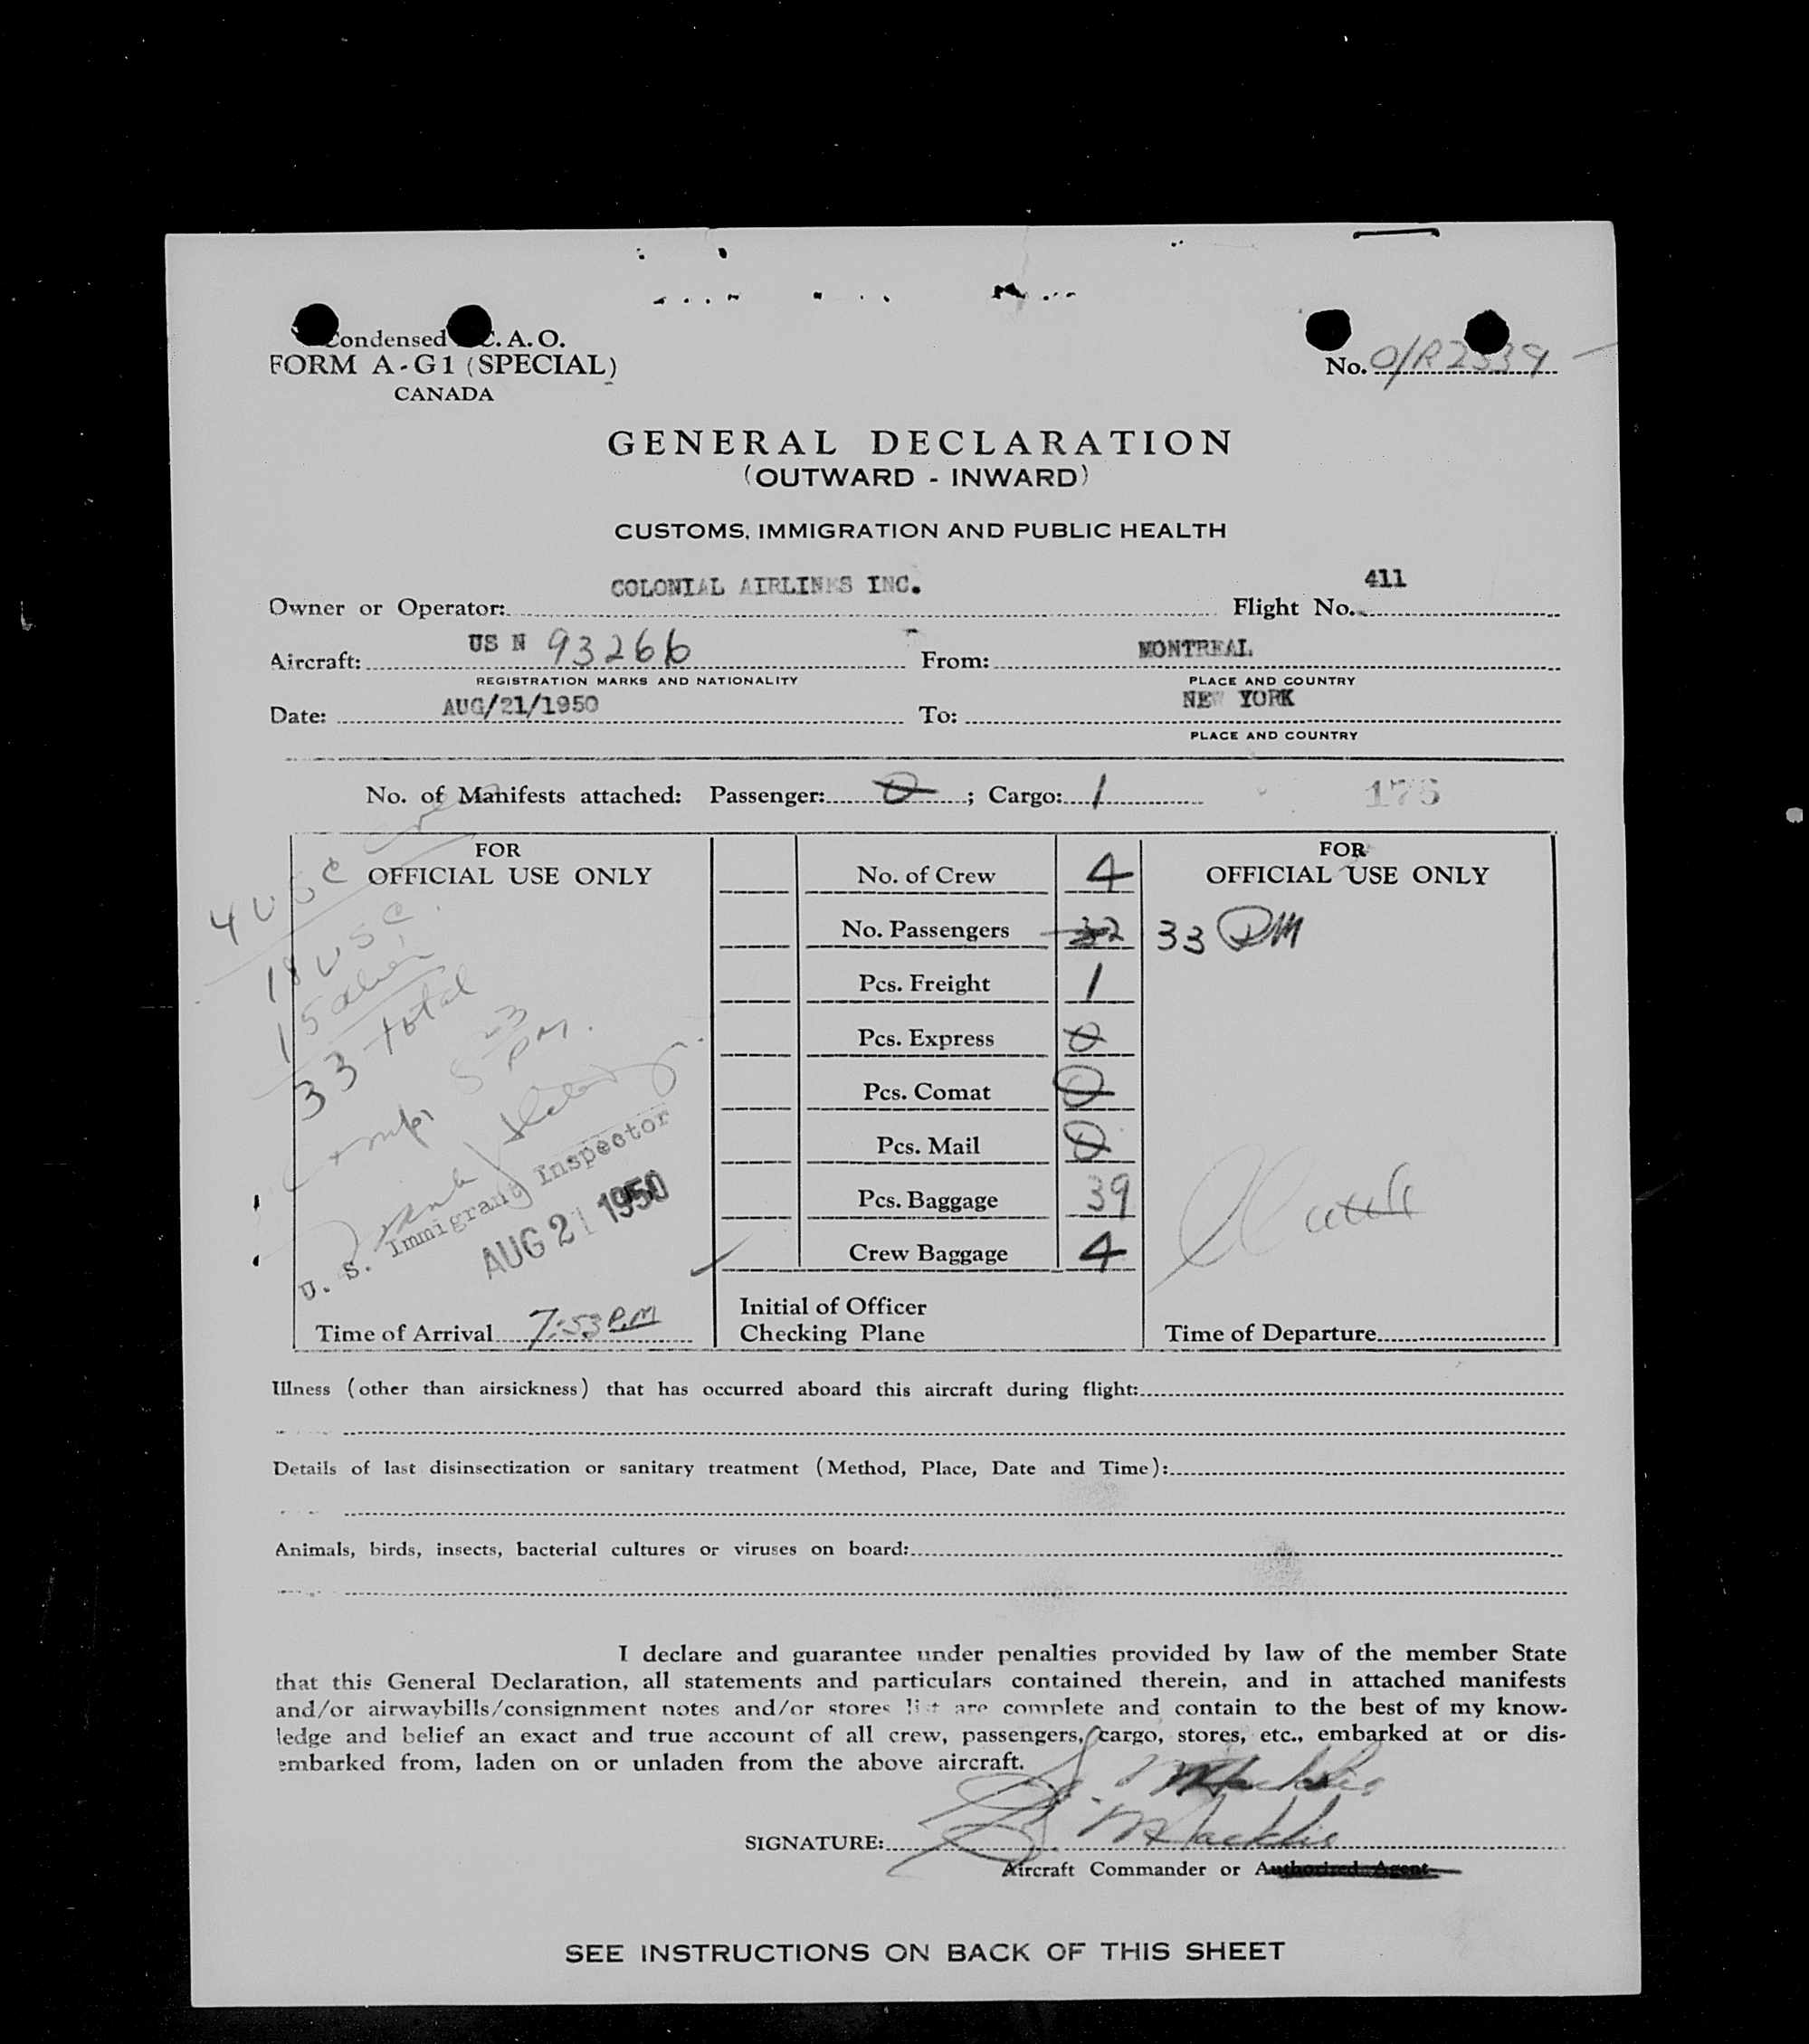 Condensed I.C.A.O.
FORM A-G1 (SPECIAL)
CANADA
No. O/R2339
GENERAL DECLARATION
(OUTWARD - INWARD)
CUSTOMS, IMMIGRATION AND PUBLIC HEALTH
Owner or Operator: COLONIAL AIRLINES INC. Flight No. 411
Aircraft: US N 93266 From: MONTREAL
REGISTRATION MARKS AND NATIONALITY PLACE AND COUNTRY
Date: AUG/21/1950 To: NEW YORK
PLACE AND COUNTRY
No. of Manifests attached: Passenger: 0; Cargo: 1 175
FOR
OFFICIAL USE ONLY
4 USC crew
18 USC
15 alien
33 total
5 23
PM.
U. S. Immigrant Inspector
AUG 21 1950
Time of Arrival 7:53 PM
No. of Crew 4
No. Passengers 32
Pcs. Freight 1
Pcs. Express 0
Pcs. Comat 0
Pcs. Mail 0
Pcs. Baggage 39
Crew Baggage 4
Initial of Officer
Checking Plane
FOR
OFFICIAL USE ONLY
33
Time of Departure
Illness (other than airsickness) that has occurred aboard this aircraft during flight:
Details of last disinsectization or sanitary treatment (Method, Place, Date and Time):
Animals, birds, insects, bacterial cultures or viruses on board:
I declare and guarantee under penalties provided by law of the member State
that this General Declaration, all statements and particulars contained therein, and in attached manifests
and/or airwaybills/consignment notes and/or stores list are complete and contain to the best of my know-
ledge and belief an exact and true account of all crew, passengers, cargo, stores, etc., embarked at or dis-
embarked from, laden on or unladen from the above aircraft.
SIGNATURE: Macklie
Aircraft Commander or Authorized Agent
SEE INSTRUCTIONS ON BACK OF THIS SHEET